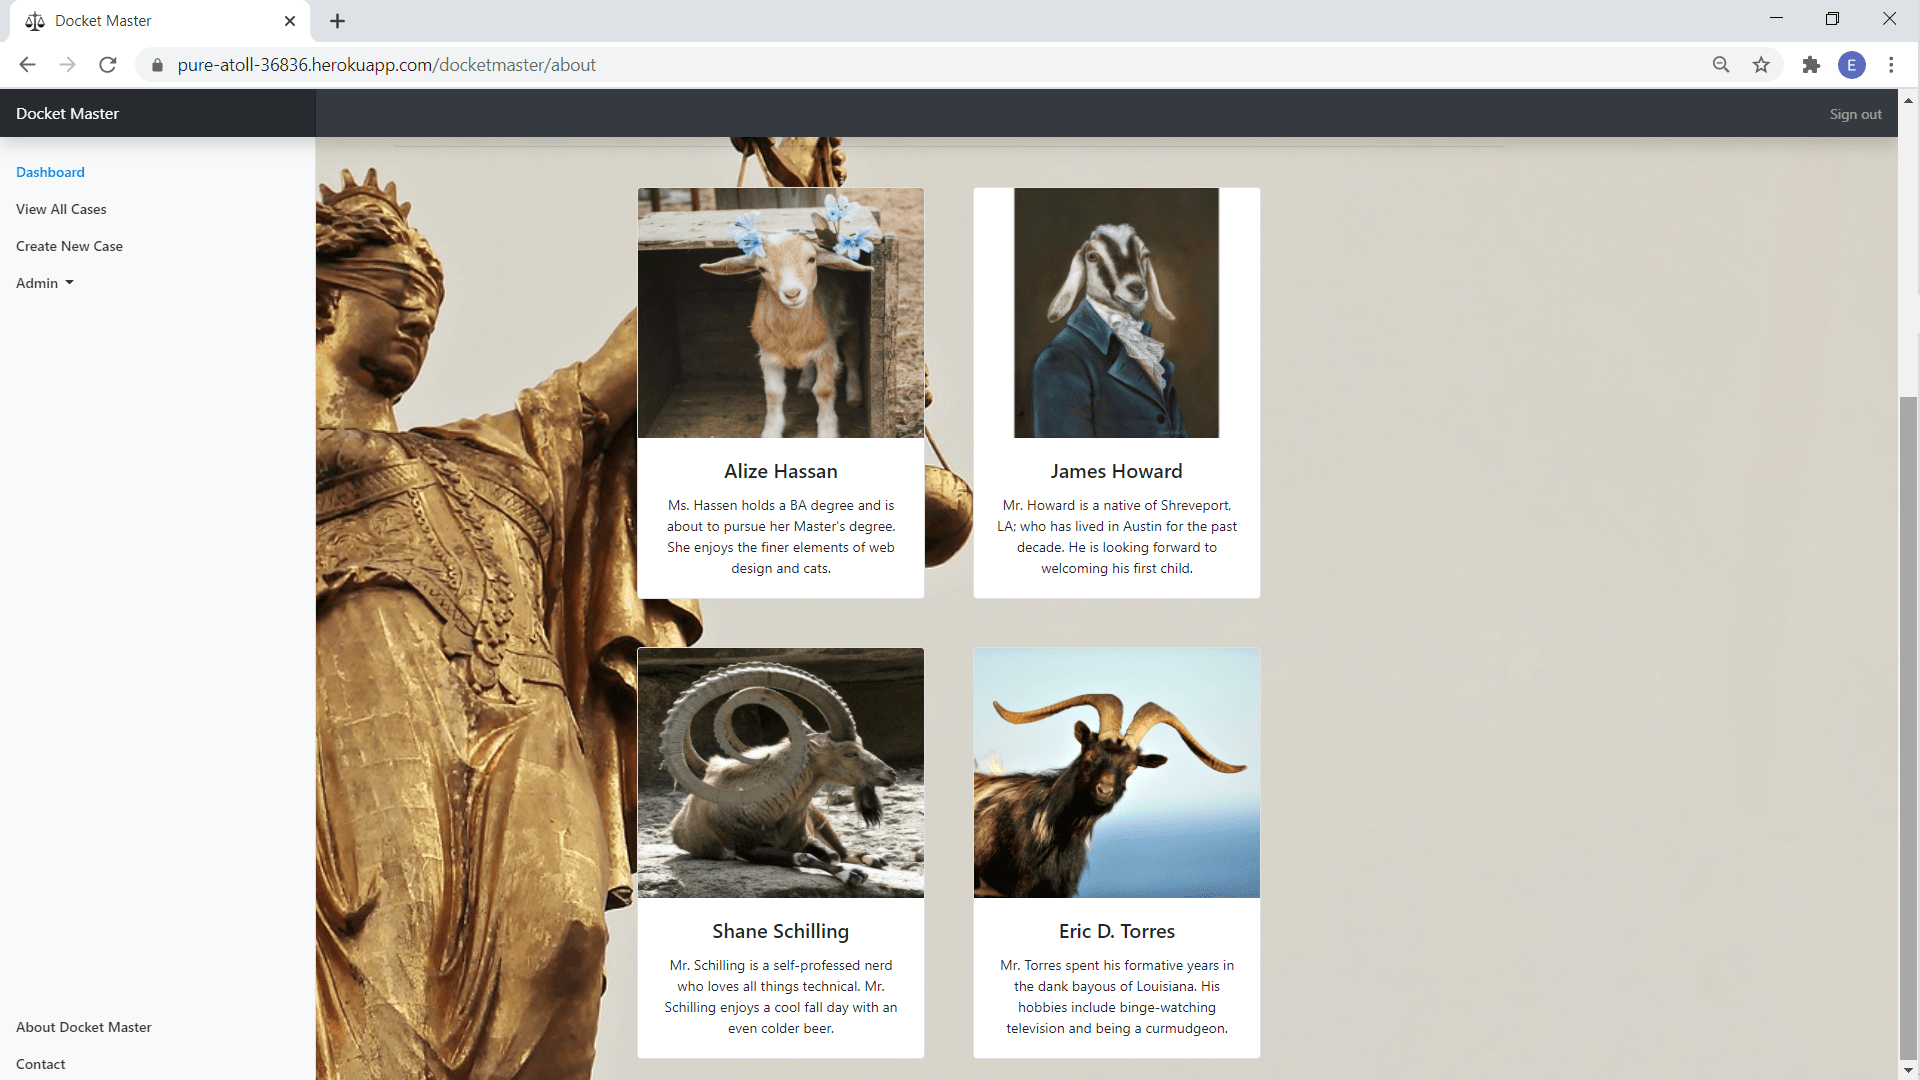 Docket Master
pure-atoll-36836.herokuapp.com/docketmaster/about
E
Docket Master
Sign out
Dashboard
View All Cases
Create New Case
Admin
Alize Hassan
Ms. Hassen holds a BA degree and is
about to pursue her Master's degree.
She enjoys the finer elements of web
design and cats.
James Howard
Mr. Howard is a native of Shreveport,
LA; who has lived in Austin for the past
decade. He is looking forward to
welcoming his first child.
Shane Schilling
Mr. Schilling is a self-professed nerd
who loves all things technical. Mr.
Schilling enjoys a cool fall day with an
even colder beer.
Eric D. Torres
Mr. Torres spent his formative years in
the dank bayous of Louisiana. His
hobbies include binge-watching
television and being a curmudgeon.
About Docket Master
Contact